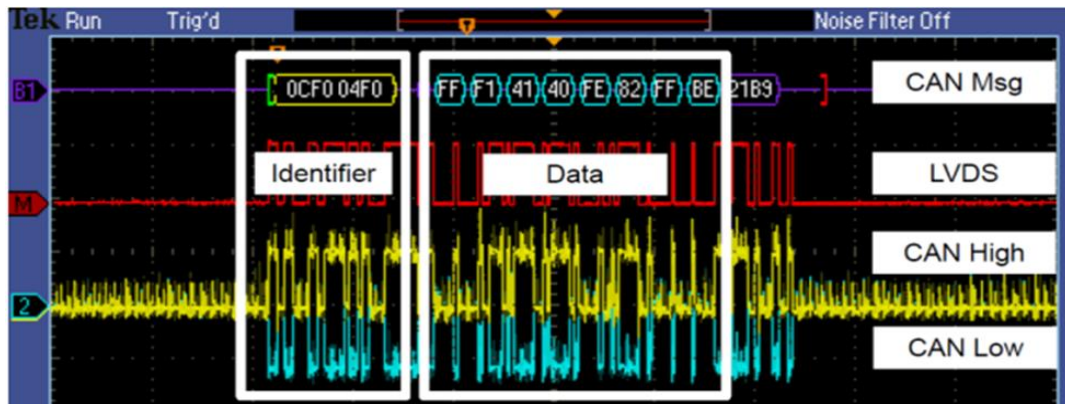 Tek Run Trig'd Noise Filter Off
B1 0CF0 04F0 FF F1 41 40 FE 82 FF BE 21B9 CAN Msg
Identifier Data LVDS
M
CAN High
2
CAN Low